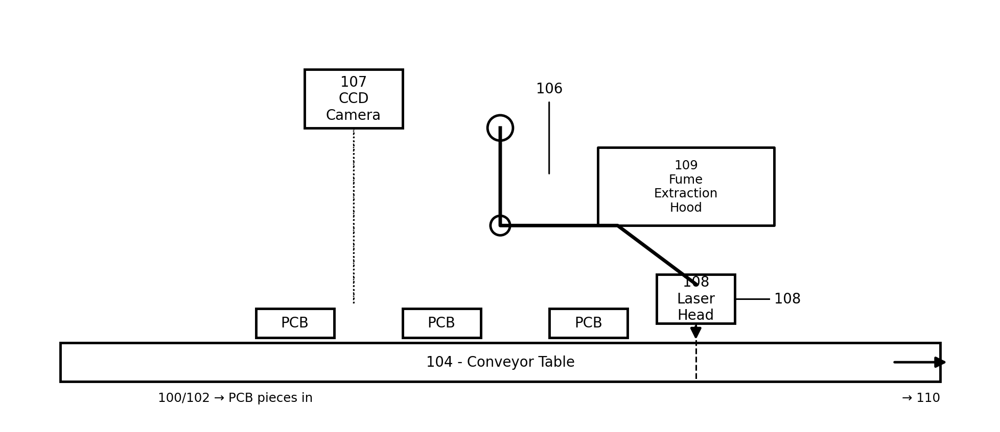 107
CCD
Camera
106
109
Fume
Extraction
Hood
108
Laser
Head
108
PCB
PCB
PCB
104 - Conveyor Table
100/102 → PCB pieces in
→ 110